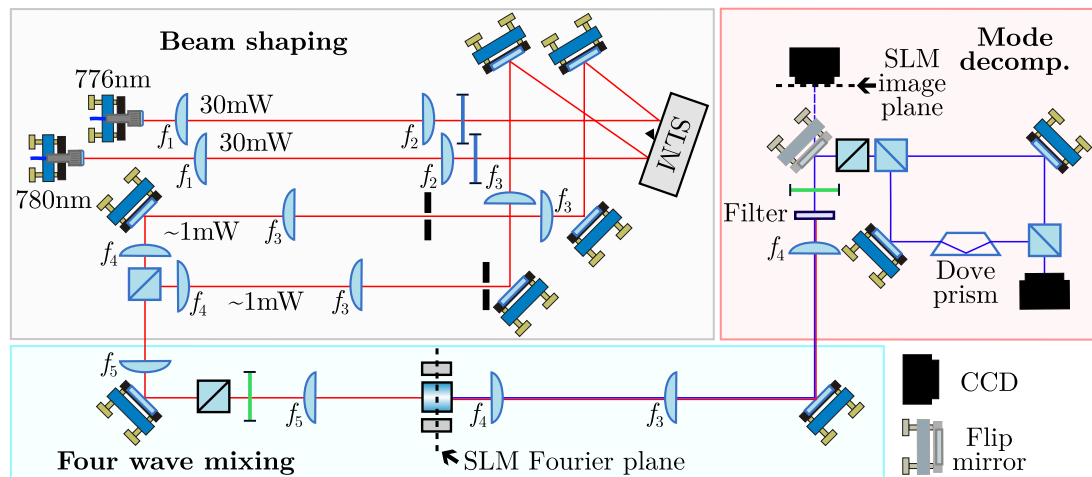 Beam shaping
776nm
30mW
f₁
f₂
780nm
30mW
f₁
f₂
SLM
f₃
f₃
~1mW
f₃
f₄
f₄
~1mW
f₃
Mode
decomp.
SLM
image
plane
Filter
f₄
Dove
prism
f₅
f₅
f₄
f₃
Four wave mixing
SLM Fourier plane
CCD
Flip
mirror